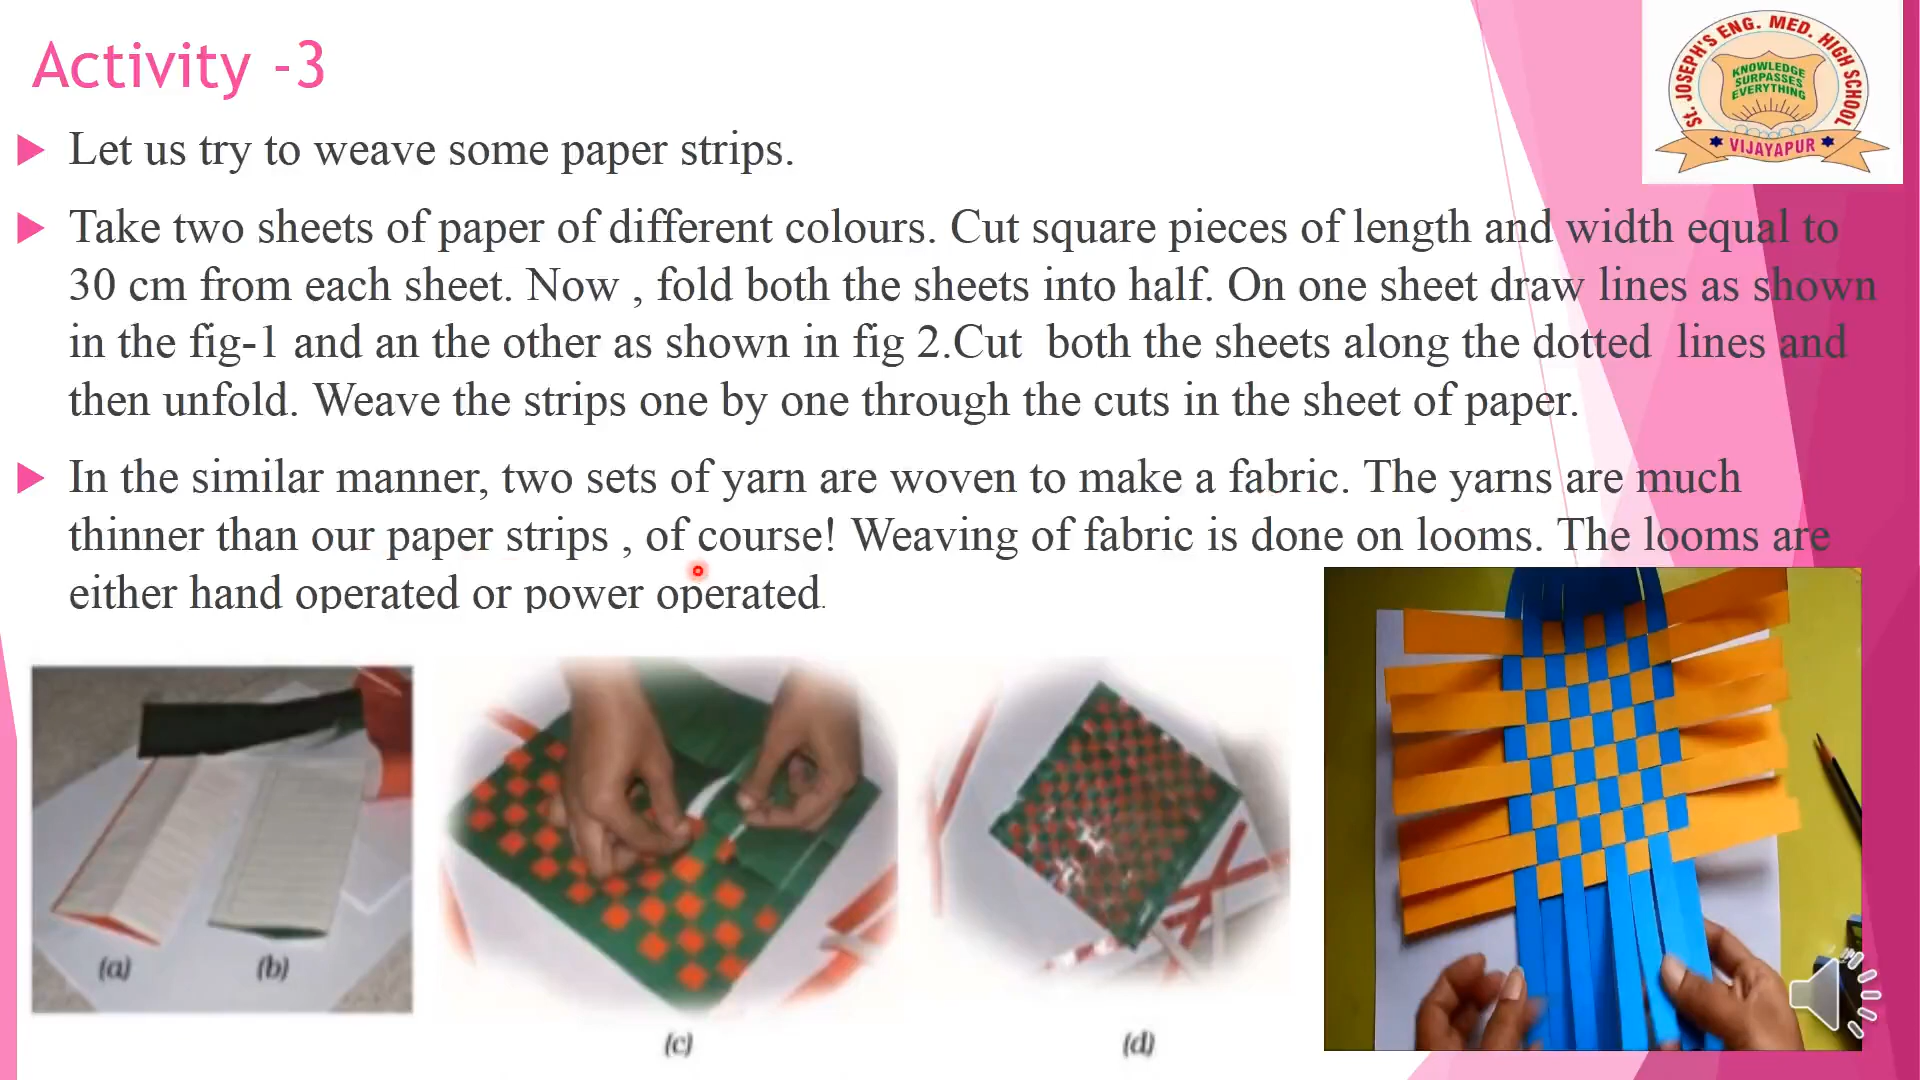 Activity -3
St. JOSEPH'S ENG. MED. HIGH SCHOOL
KNOWLEDGE
SURPASSES
EVERYTHING
VIJAYAPUR
Let us try to weave some paper strips.
Take two sheets of paper of different colours. Cut square pieces of length and width equal to
30 cm from each sheet. Now , fold both the sheets into half. On one sheet draw lines as shown
in the fig-1 and an the other as shown in fig 2.Cut  both the sheets along the dotted  lines and
then unfold. Weave the strips one by one through the cuts in the sheet of paper.
In the similar manner, two sets of yarn are woven to make a fabric. The yarns are much
thinner than our paper strips , of course! Weaving of fabric is done on looms. The looms are
either hand operated or power operated.
(a)
(b)
(c)
(d)